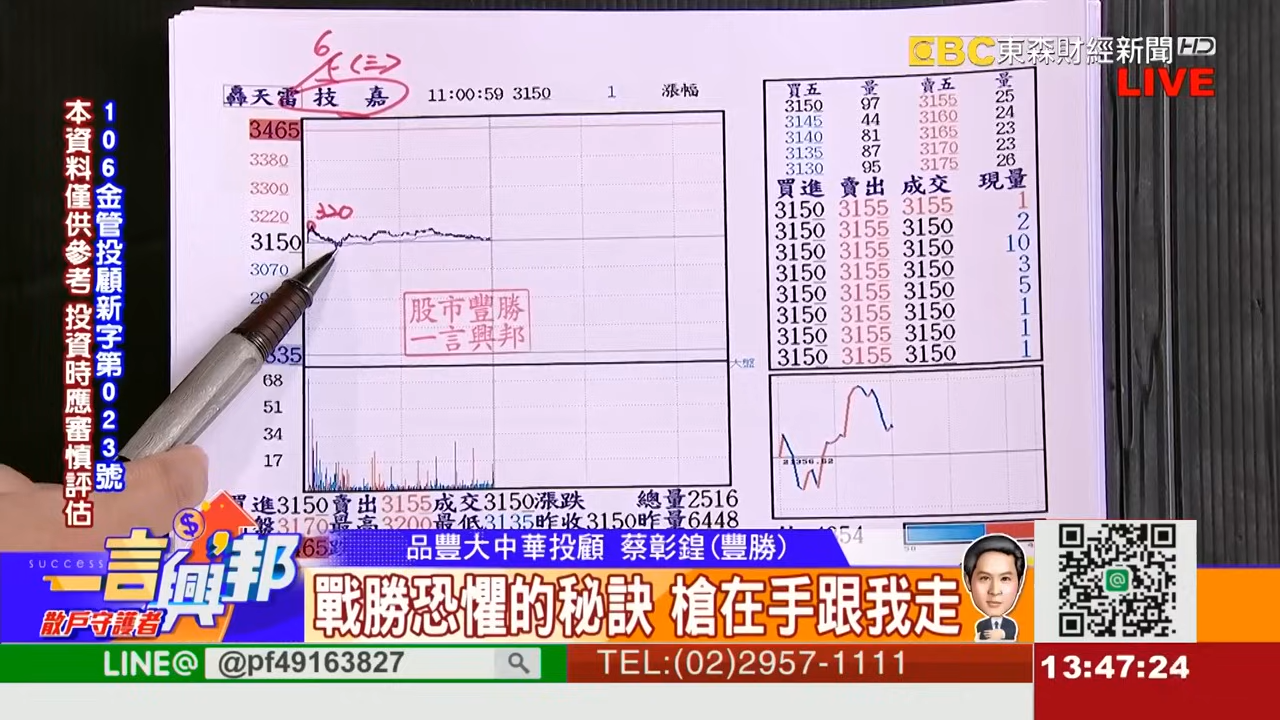 EBC 東森財經新聞 HD
LIVE
106金管投顧新字第023號
本資料僅供參考 投資時應審慎評估
6/5(三)
轟天雷 技 嘉 11:00:59 3150 1 漲幅
3465
3380
3300
3220
3150
3070
320
股市豐勝
一言興邦
大盤
68
51
34
17
買五 量 賣五 量
3150 97 3155 25
3145 44 3160 24
3140 81 3165 23
3135 87 3170 23
3130 95 3175 26
買進 賣出 成交 現量
3150 3155 3155 1
3150 3155 3150 2
3150 3155 3150 10
3150 3155 3150 3
3150 3155 3150 5
3150 3155 3150 1
3150 3155 3150 1
3150 3155 3150 1
21356.62
買進3150賣出3155成交3150漲跌 總量2516
盤3170最高3200最低3135昨收3150昨量6448
success
一言興邦
散戶守護者
品豐大中華投顧 蔡彰鍠(豐勝)
戰勝恐懼的秘訣 槍在手跟我走
LINE@ @pf49163827
TEL:(02)2957-1111
13:47:24